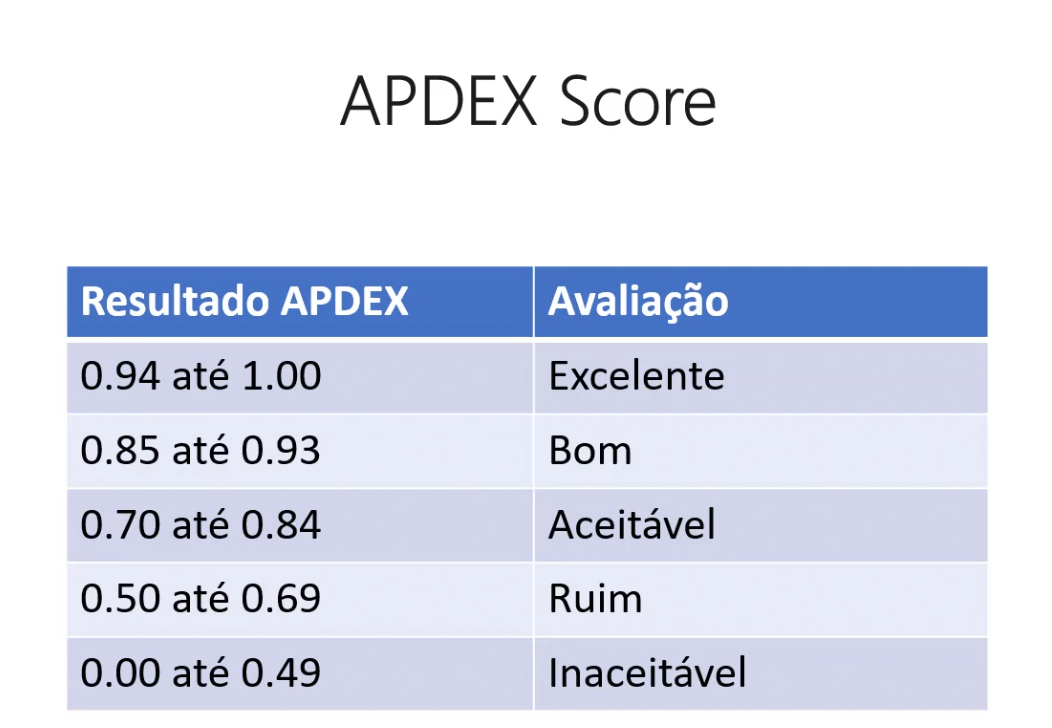 APDEX Score
Resultado APDEX Avaliação
0.94 até 1.00 Excelente
0.85 até 0.93 Bom
0.70 até 0.84 Aceitável
0.50 até 0.69 Ruim
0.00 até 0.49 Inaceitável